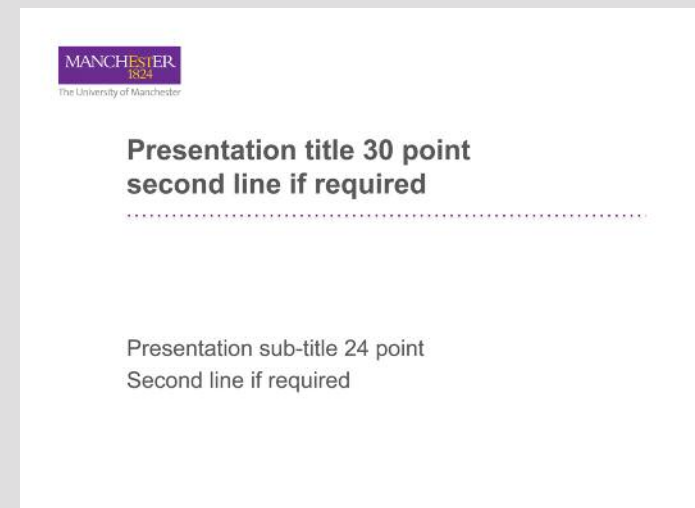 MANCHESTER
1824
The University of Manchester
Presentation title 30 point
second line if required
Presentation sub-title 24 point
Second line if required